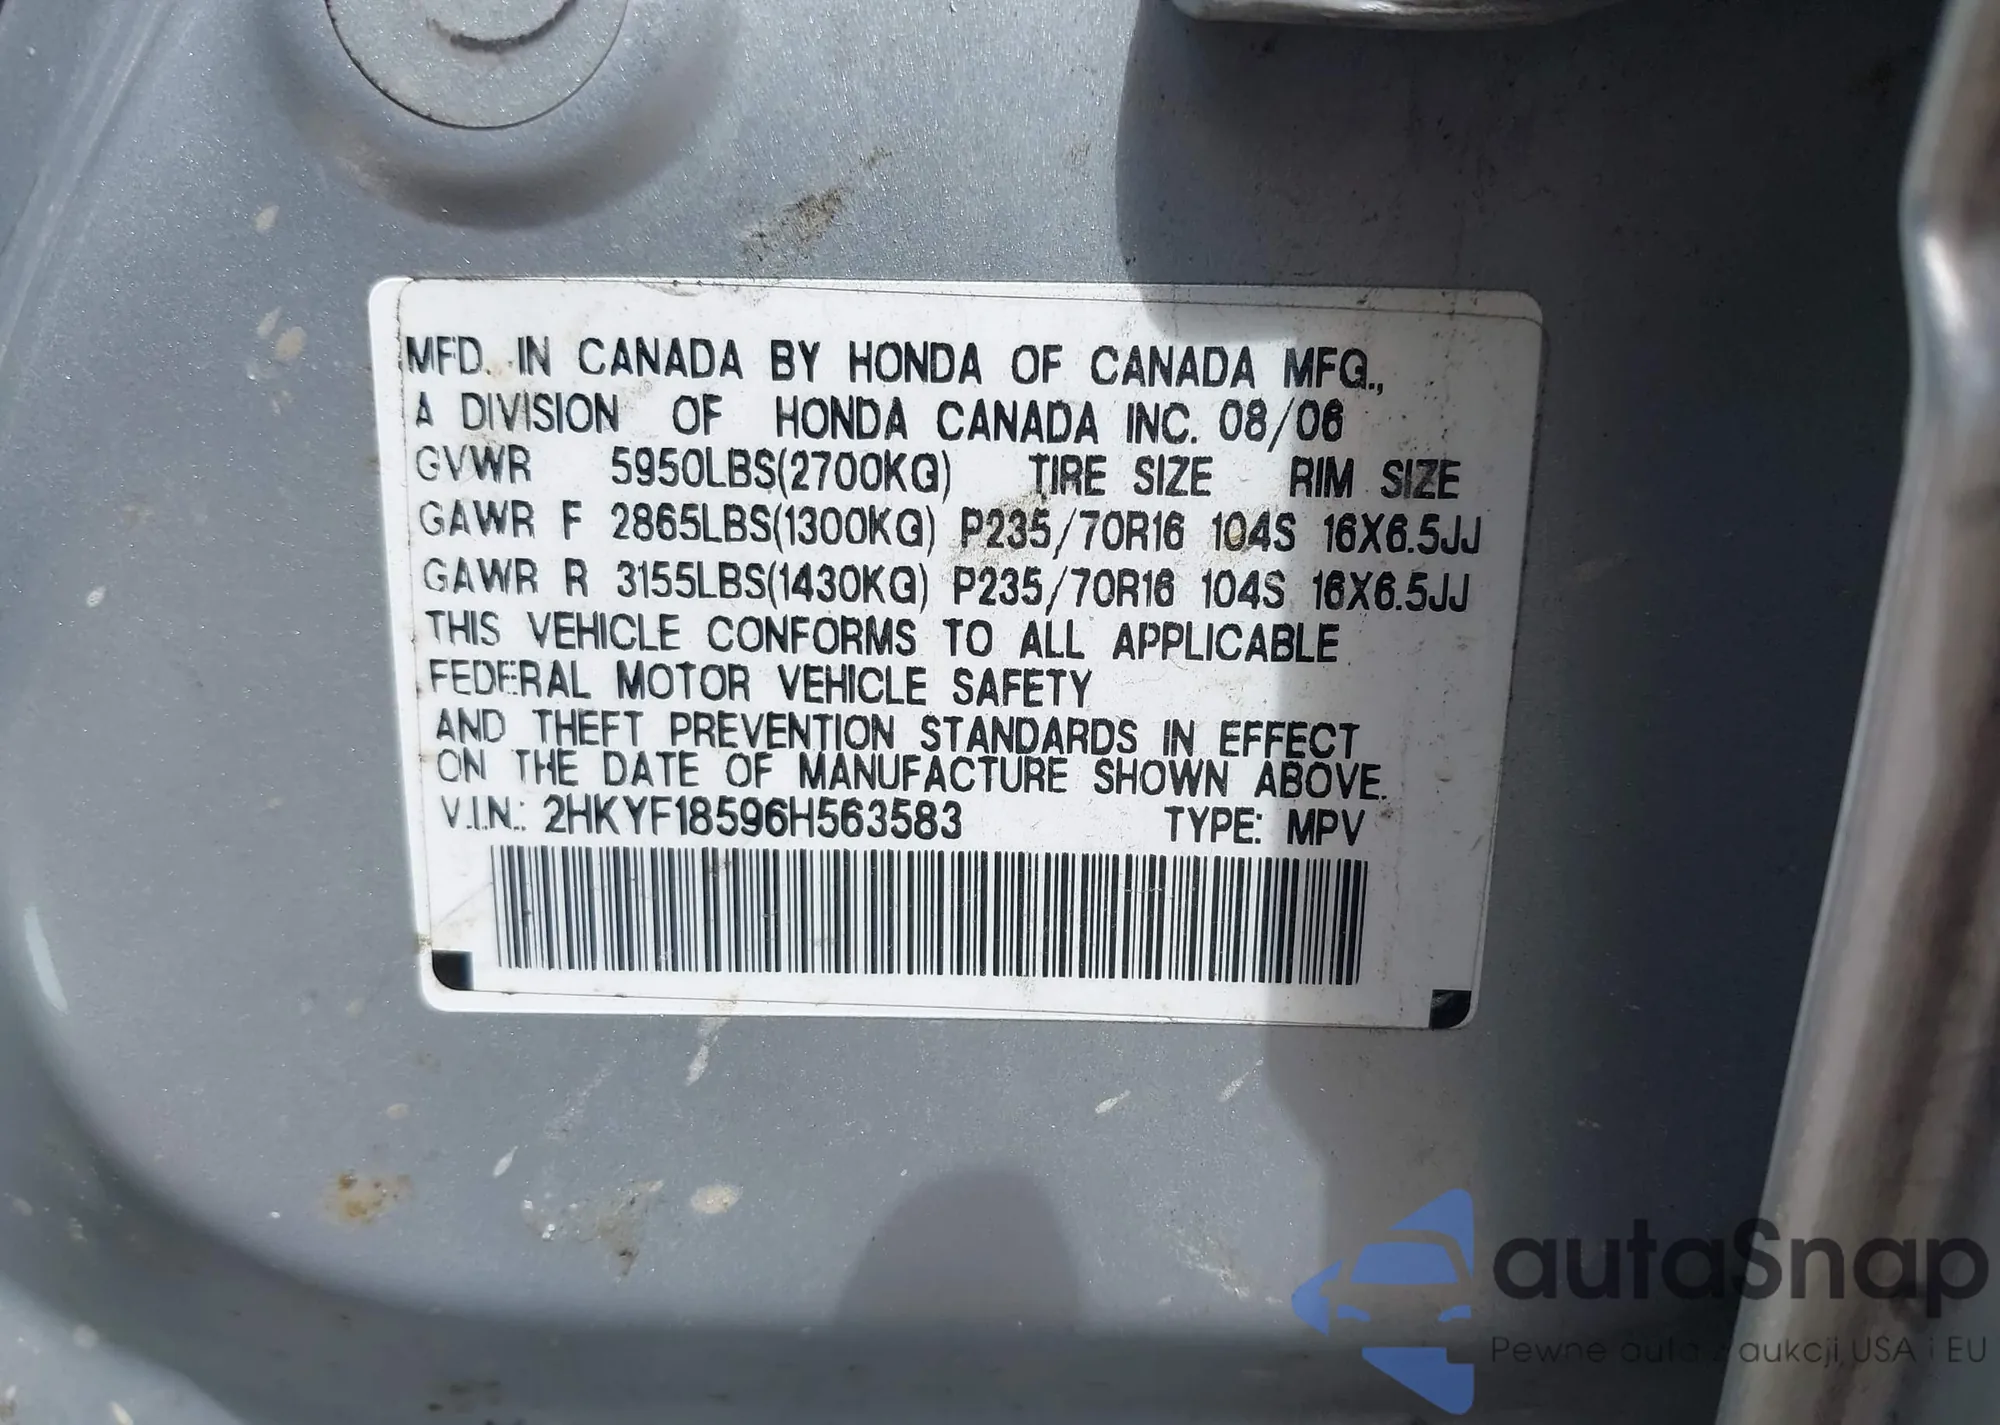 MFD. IN CANADA BY HONDA OF CANADA MFG.,
A DIVISION OF HONDA CANADA INC. 08/06
GVWR 5950LBS(2700KG) TIRE SIZE RIM SIZE
GAWR F 2865LBS(1300KG) P235/70R16 104S 16X6.5JJ
GAWR R 3155LBS(1430KG) P235/70R16 104S 16X6.5JJ
THIS VEHICLE CONFORMS TO ALL APPLICABLE
FEDERAL MOTOR VEHICLE SAFETY
AND THEFT PREVENTION STANDARDS IN EFFECT
ON THE DATE OF MANUFACTURE SHOWN ABOVE.
V.I.N.: 2HKYF18596H563583 TYPE: MPV
autaSnap
Pewne auta z aukcji USA i EU